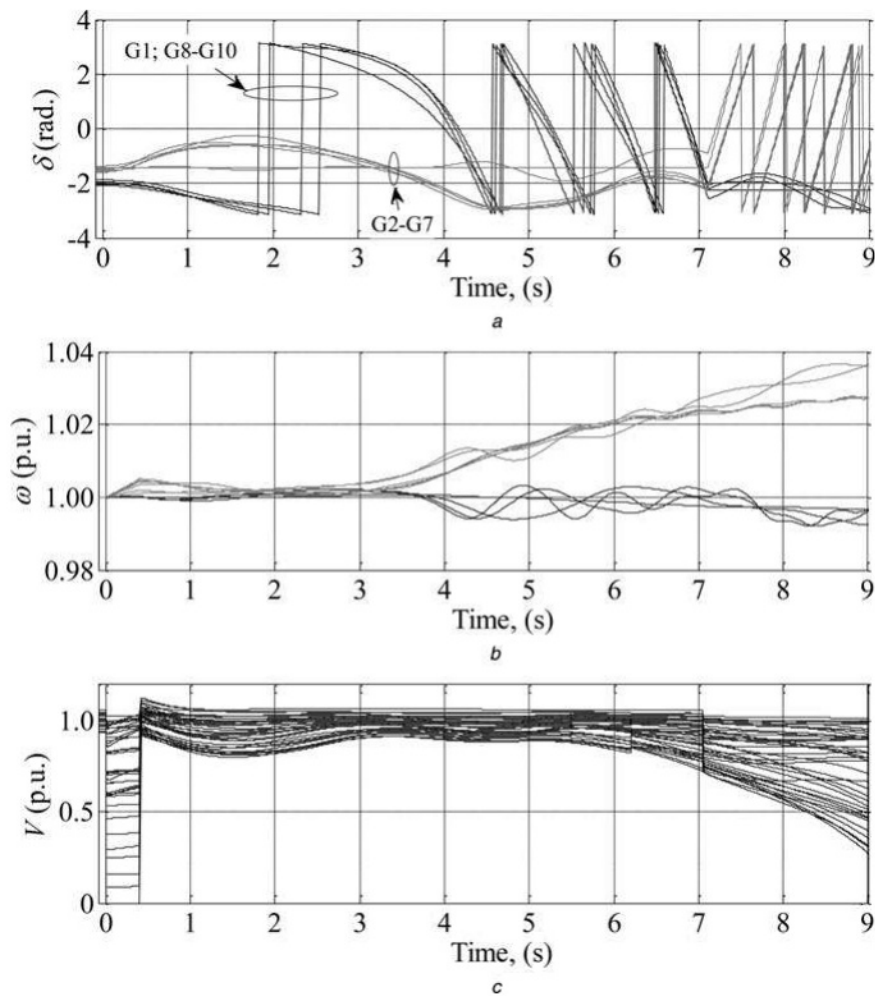 4
2
0
-2
-4
δ (rad.)
G1; G8-G10
G2-G7
0 1 2 3 4 5 6 7 8 9
Time, (s)
a
1.04
1.02
1.00
0.98
ω (p.u.)
0 1 2 3 4 5 6 7 8 9
Time, (s)
b
1.0
0.5
0
V (p.u.)
0 1 2 3 4 5 6 7 8 9
Time, (s)
c